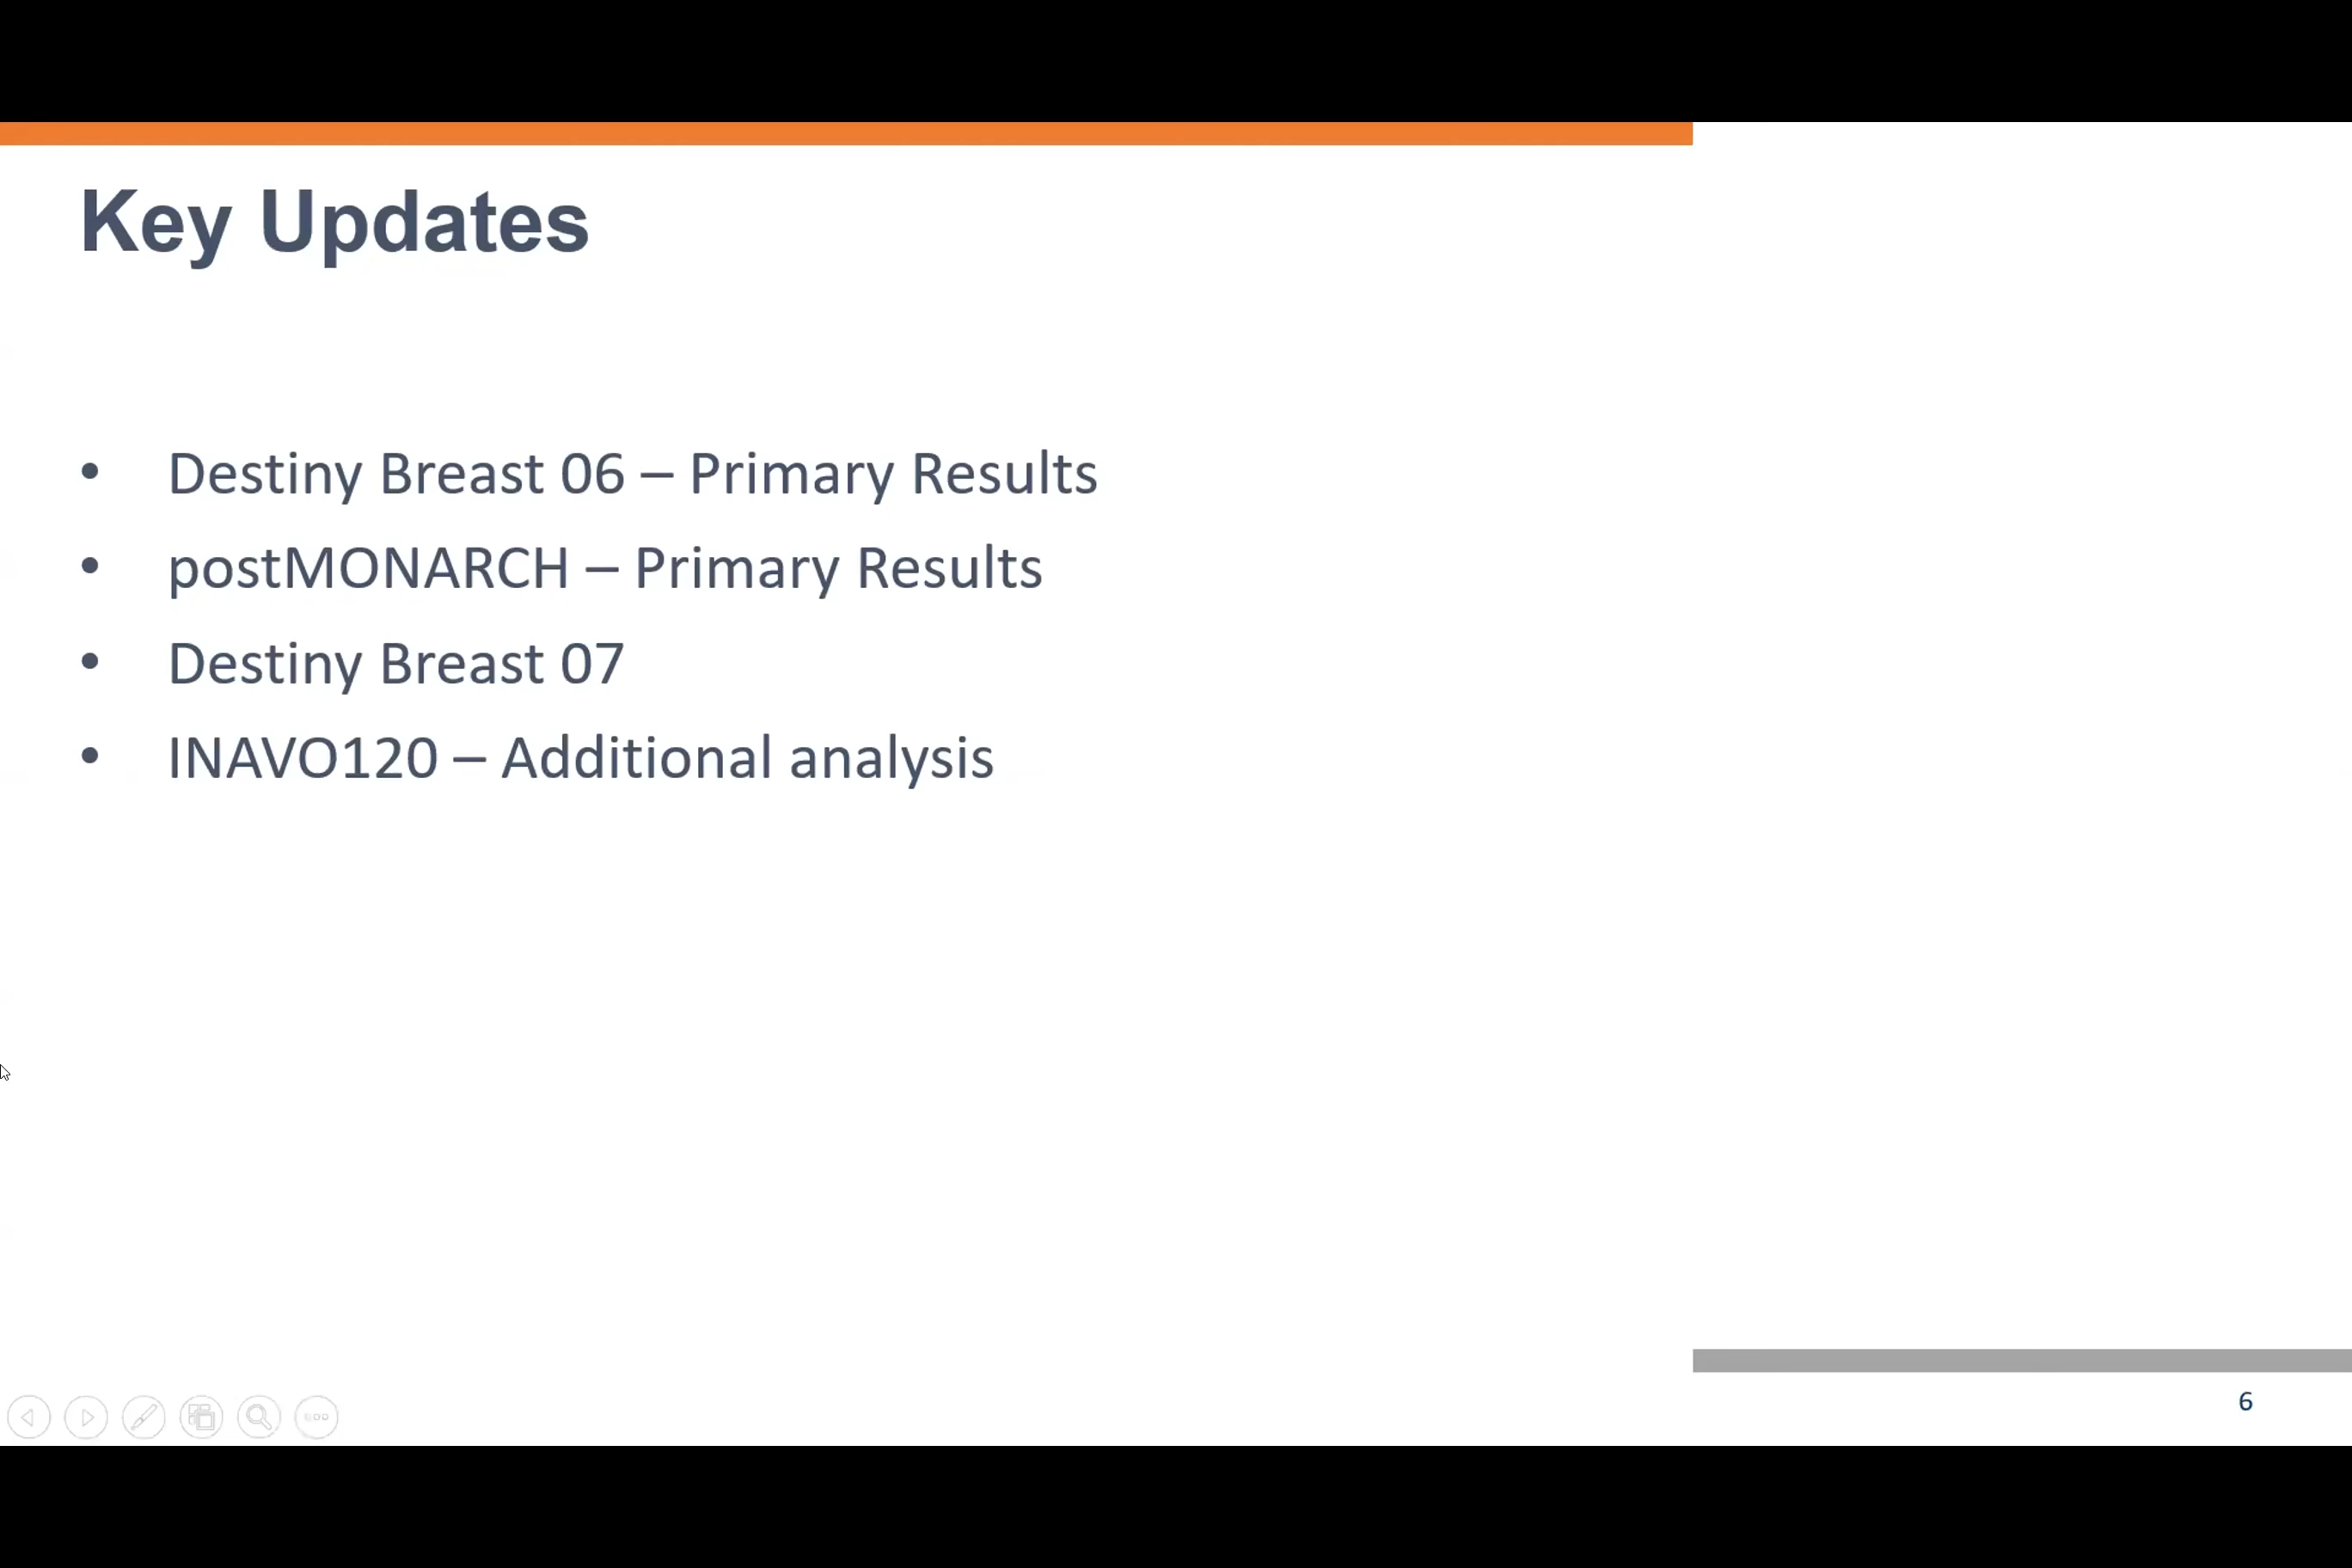 Key Updates
• Destiny Breast 06 – Primary Results
• postMONARCH – Primary Results
• Destiny Breast 07
• INAVO120 – Additional analysis
6